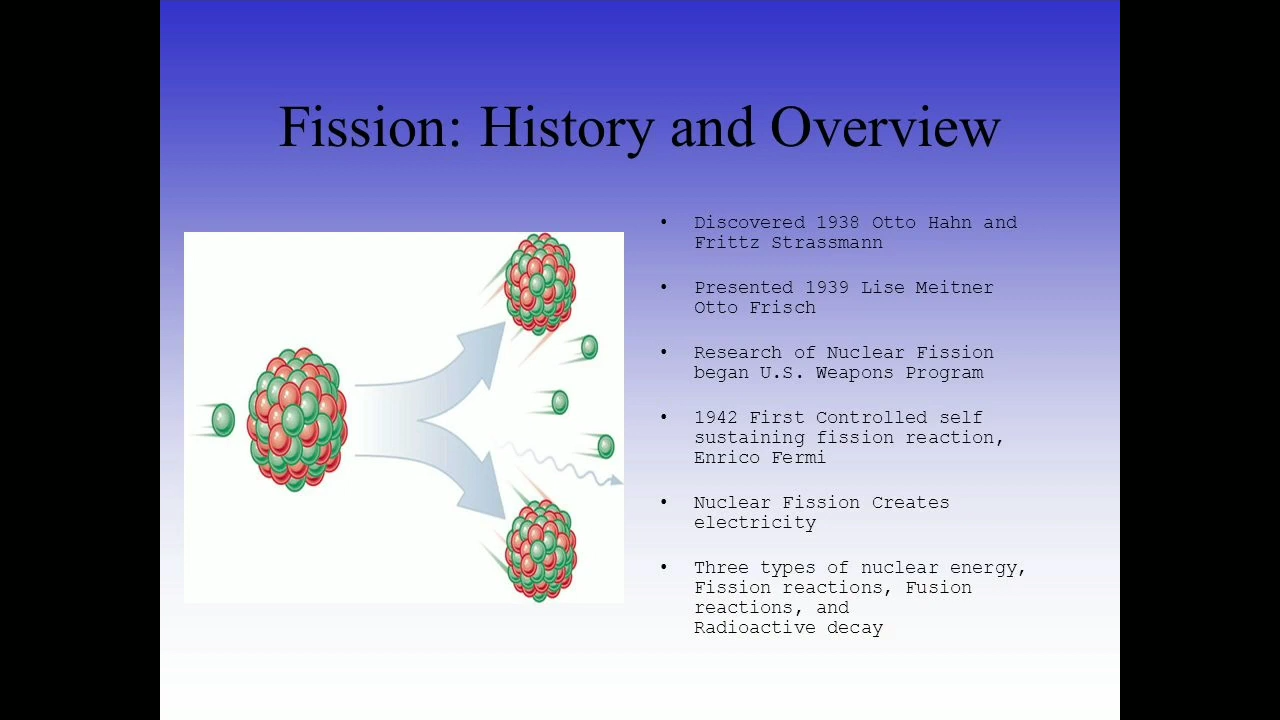 Fission: History and Overview
• Discovered 1938 Otto Hahn and
Frittz Strassmann
• Presented 1939 Lise Meitner
Otto Frisch
• Research of Nuclear Fission
began U.S. Weapons Program
• 1942 First Controlled self
sustaining fission reaction,
Enrico Fermi
• Nuclear Fission Creates
electricity
• Three types of nuclear energy,
Fission reactions, Fusion
reactions, and
Radioactive decay